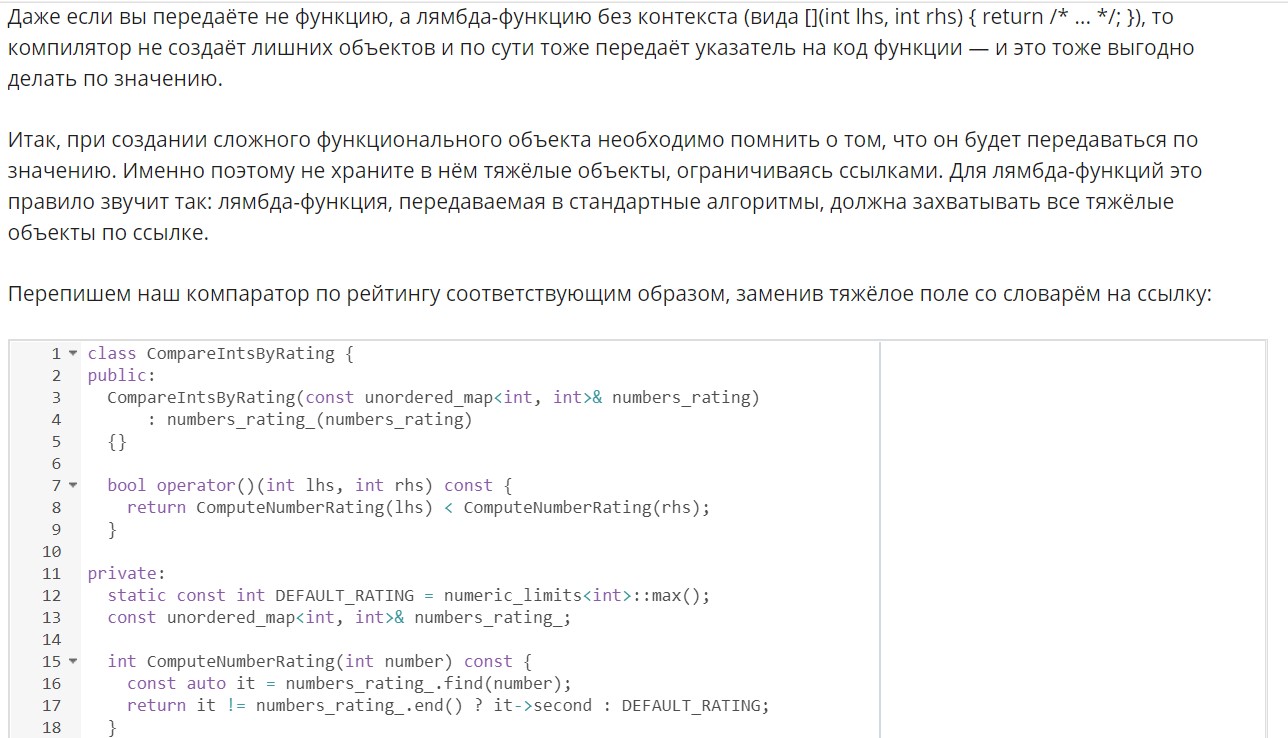 Даже если вы передаёте не функцию, а лямбда-функцию без контекста (вида [](int lhs, int rhs) { return /* ... */; }), то
компилятор не создаёт лишних объектов и по сути тоже передаёт указатель на код функции — и это тоже выгодно
делать по значению.
Итак, при создании сложного функционального объекта необходимо помнить о том, что он будет передаваться по
значению. Именно поэтому не храните в нём тяжёлые объекты, ограничиваясь ссылками. Для лямбда-функций это
правило звучит так: лямбда-функция, передаваемая в стандартные алгоритмы, должна захватывать все тяжёлые
объекты по ссылке.
Перепишем наш компаратор по рейтингу соответствующим образом, заменив тяжёлое поле со словарём на ссылку:
1 class CompareIntsByRating {
2 public:
3   CompareIntsByRating(const unordered_map<int, int>& numbers_rating)
4       : numbers_rating_(numbers_rating)
5   {}
6
7   bool operator()(int lhs, int rhs) const {
8     return ComputeNumberRating(lhs) < ComputeNumberRating(rhs);
9   }
10
11 private:
12   static const int DEFAULT_RATING = numeric_limits<int>::max();
13   const unordered_map<int, int>& numbers_rating_;
14
15   int ComputeNumberRating(int number) const {
16     const auto it = numbers_rating_.find(number);
17     return it != numbers_rating_.end() ? it->second : DEFAULT_RATING;
18   }